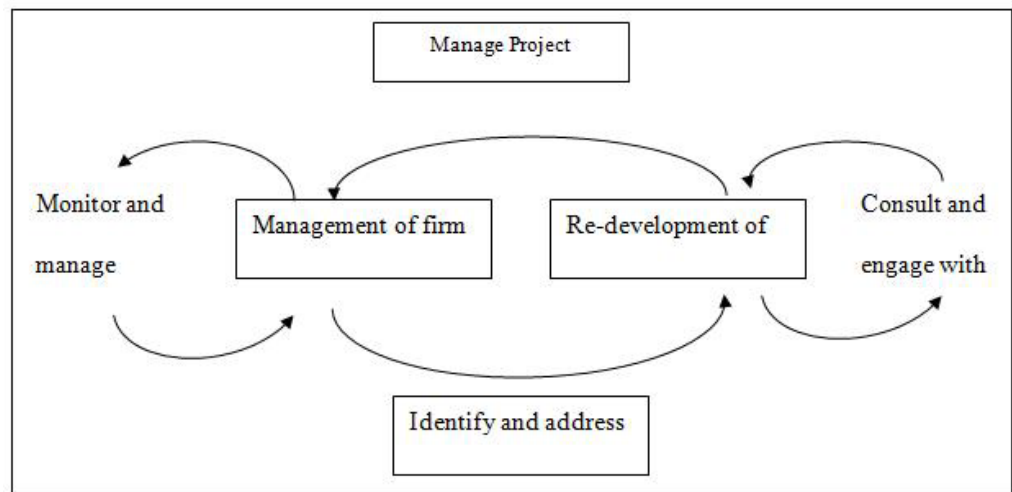 Manage Project
Monitor and
manage
Management of firm
Re-development of
Consult and
engage with
Identify and address